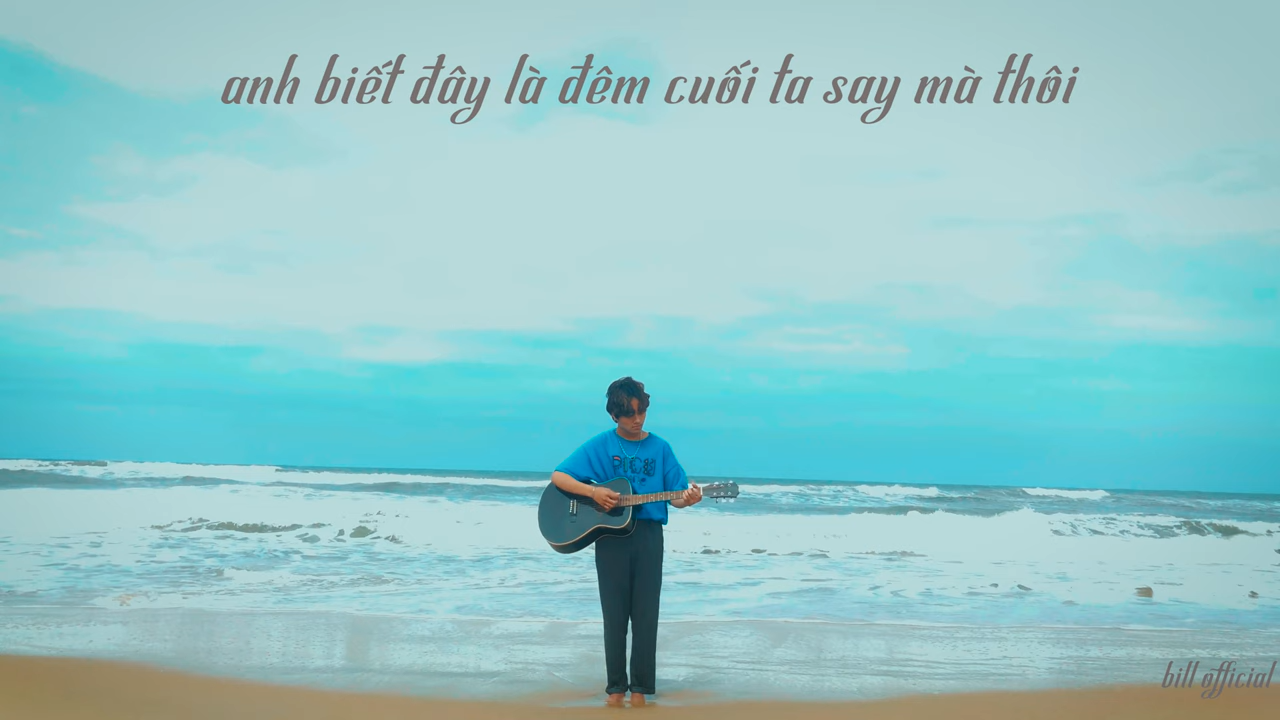 anh biết đây là đêm cuối ta say mà thôi
bill official